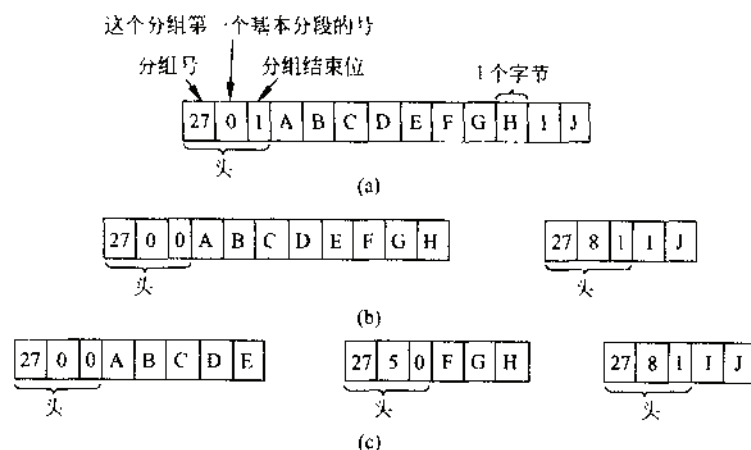 这个分组第一个基本分段的号
分组号 分组结束位 1个字节
27 0 1 A B C D E F G H I J
头
(a)
27 0 0 A B C D E F G H 27 8 1 I J
头 头
(b)
27 0 0 A B C D E 27 5 0 F G H 27 8 1 I J
头 头 头
(c)